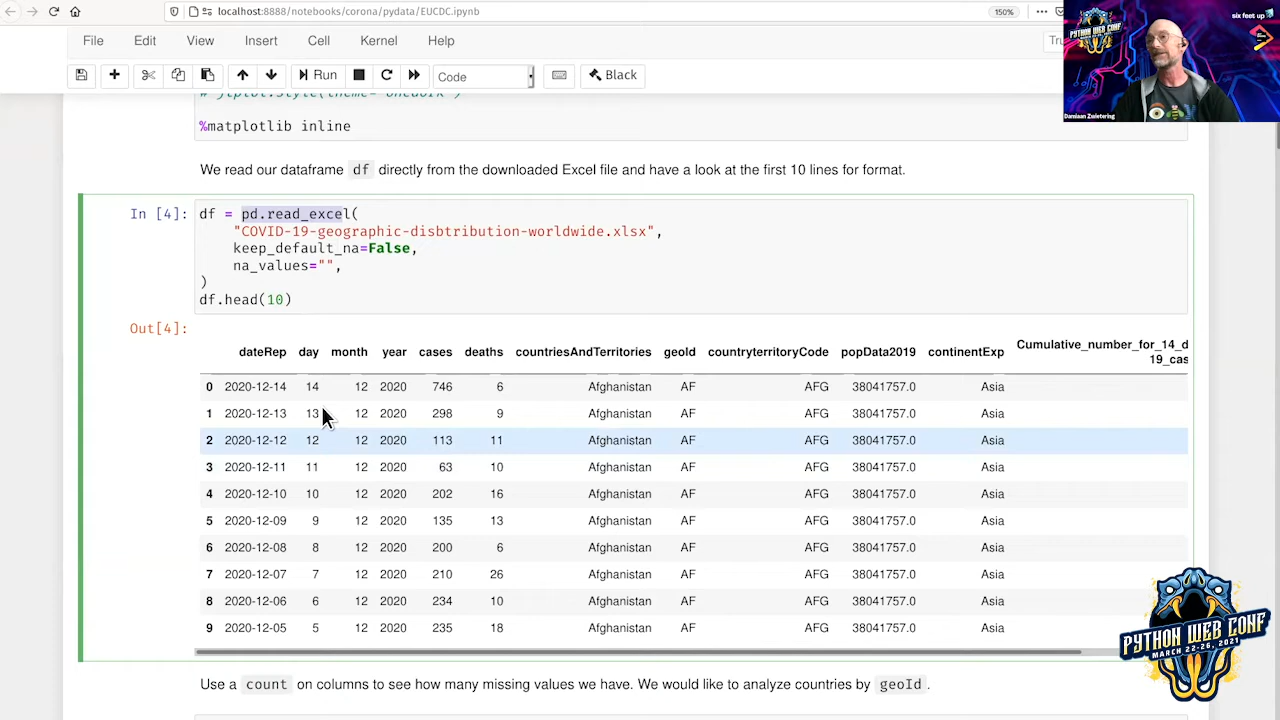 localhost:8888/notebooks/corona/pydata/EUCDC.ipynb
150%
six feet up
File Edit View Insert Cell Kernel Help
Run
Code
Black
PYTHON WEB CONF
Damiaan Zwietering
%matplotlib inline
We read our dataframe df directly from the downloaded Excel file and have a look at the first 10 lines for format.
In [4]: df = pd.read_excel(
"COVID-19-geographic-disbtribution-worldwide.xlsx",
keep_default_na=False,
na_values="",
)
df.head(10)
Out[4]:
dateRep day month year cases deaths countriesAndTerritories geoId countryterritoryCode popData2019 continentExp Cumulative_number_for_14_d
19_cas
0 2020-12-14 14 12 2020 746 6 Afghanistan AF AFG 38041757.0 Asia
1 2020-12-13 13 12 2020 298 9 Afghanistan AF AFG 38041757.0 Asia
2 2020-12-12 12 12 2020 113 11 Afghanistan AF AFG 38041757.0 Asia
3 2020-12-11 11 12 2020 63 10 Afghanistan AF AFG 38041757.0 Asia
4 2020-12-10 10 12 2020 202 16 Afghanistan AF AFG 38041757.0 Asia
5 2020-12-09 9 12 2020 135 13 Afghanistan AF AFG 38041757.0 Asia
6 2020-12-08 8 12 2020 200 6 Afghanistan AF AFG 38041757.0 Asia
7 2020-12-07 7 12 2020 210 26 Afghanistan AF AFG 38041757.0 Asia
8 2020-12-06 6 12 2020 234 10 Afghanistan AF AFG 38041757.0 Asia
9 2020-12-05 5 12 2020 235 18 Afghanistan AF AFG 38041757.0 Asia
PYTHON WEB CONF
MARCH 22-26, 2021
Use a count on columns to see how many missing values we have. We would like to analyze countries by geoId.